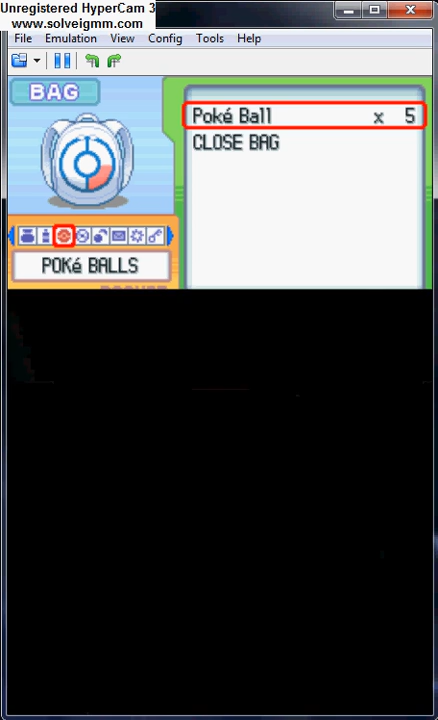 Unregistered HyperCam 3
www.solveigmm.com
File Emulation View Config Tools Help
BAG
Poké Ball x 5
CLOSE BAG
POKé BALLS